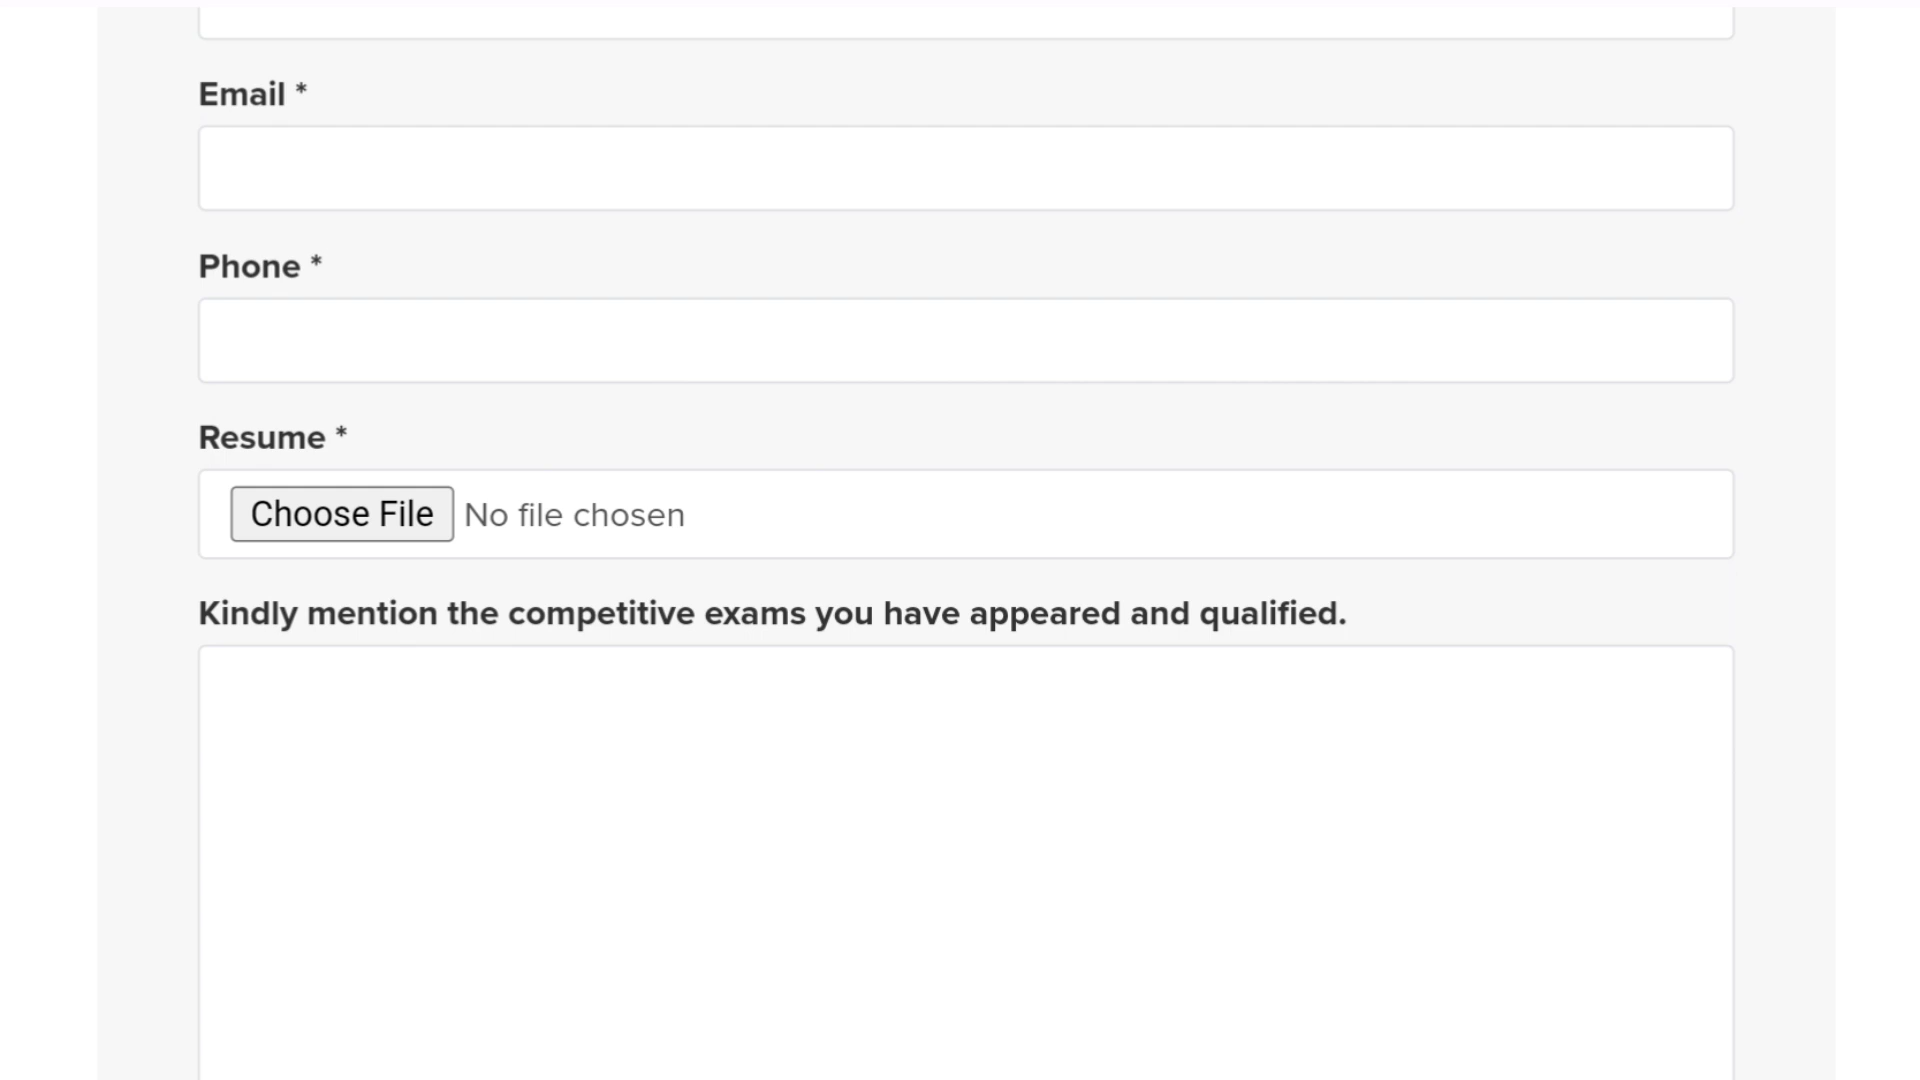 Email *
Phone *
Resume *
Choose File No file chosen
Kindly mention the competitive exams you have appeared and qualified.